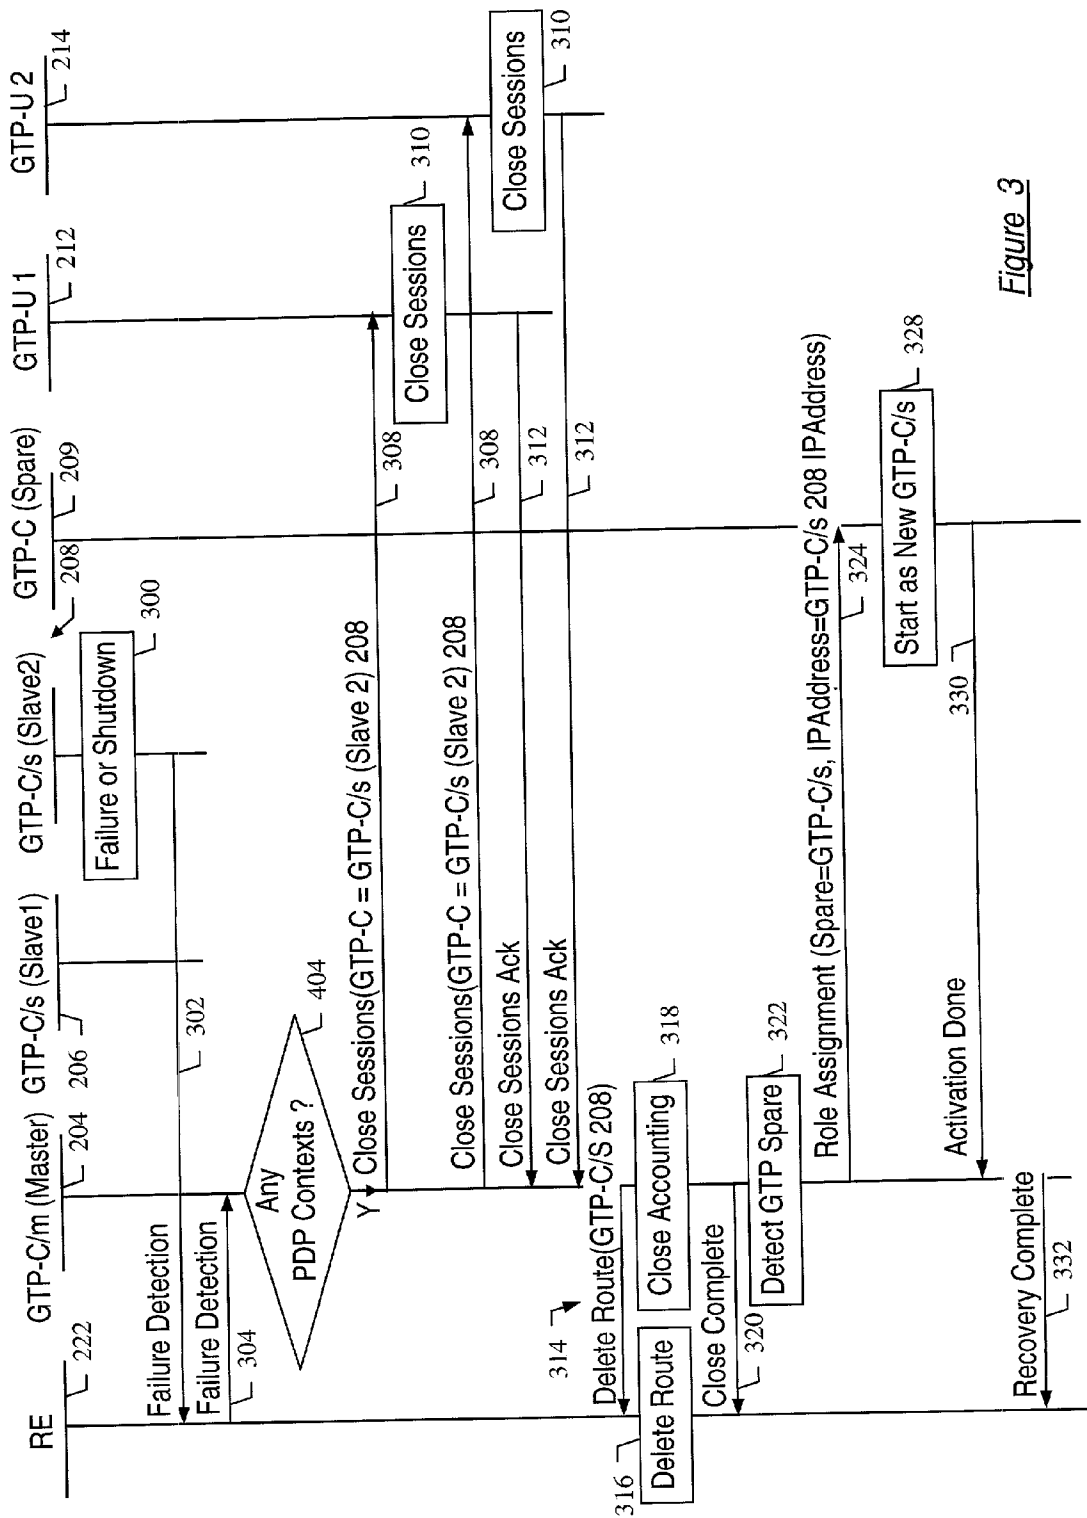 RE
222
GTP-C/m (Master)
204
GTP-C/s (Slave1)
206
GTP-C/s (Slave2)
208
GTP-C (Spare)
209
GTP-U 1
212
GTP-U 2
214
Failure or Shutdown
300
Failure Detection
302
Failure Detection
304
Any
PDP Contexts ?
404
Y
Close Sessions(GTP-C = GTP-C/s (Slave 2) 208
308
Close Sessions
310
Close Sessions(GTP-C = GTP-C/s (Slave 2) 208
308
Close Sessions
310
Close Sessions Ack
312
Close Sessions Ack
312
314
Delete Route(GTP-C/S 208)
316
Delete Route
Close Accounting
318
Close Complete
320
Detect GTP Spare
322
Role Assignment (Spare=GTP-C/s, IPAddress=GTP-C/s 208 IPAddress)
324
Start as New GTP-C/s
328
Activation Done
330
Recovery Complete
332
Figure 3